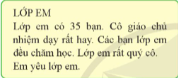 LỚP EM
Lớp em có 35 bạn. Cô giáo chủ
nhiệm dạy rất hay. Các bạn lớp em
đều chăm học. Lớp em rất quý cô.
Em yêu lớp em.